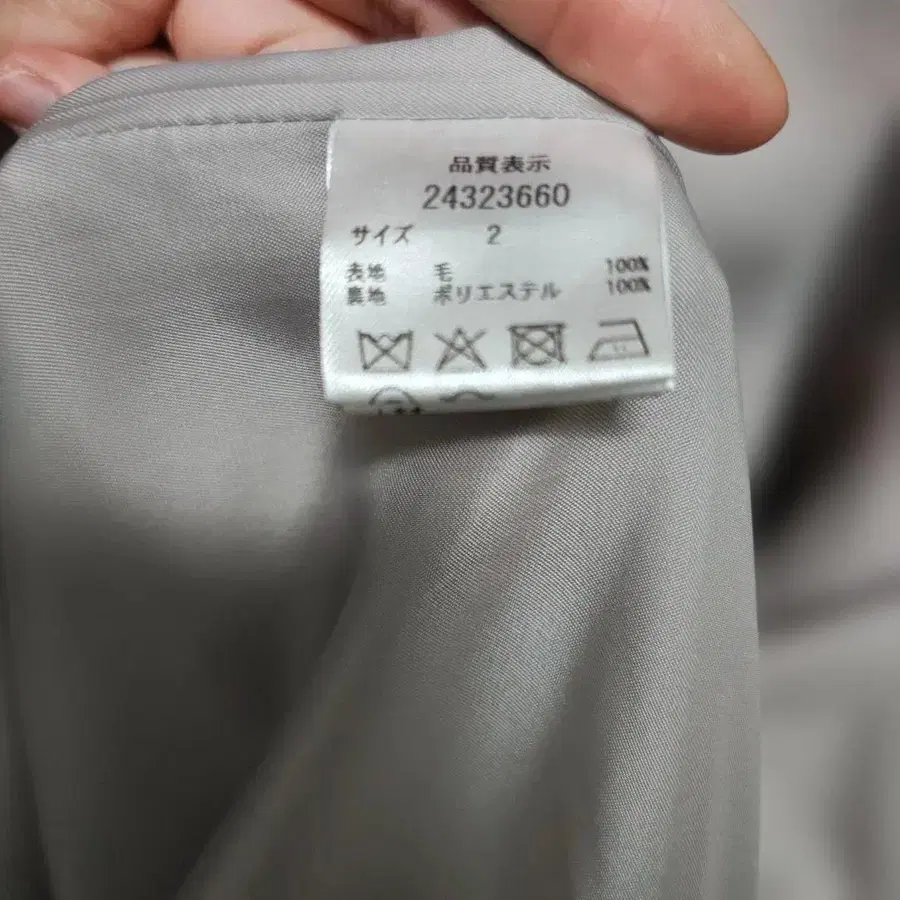 品質表示
24323660
サイズ 2
表地 毛 100%
裏地 ポリエステル 100%